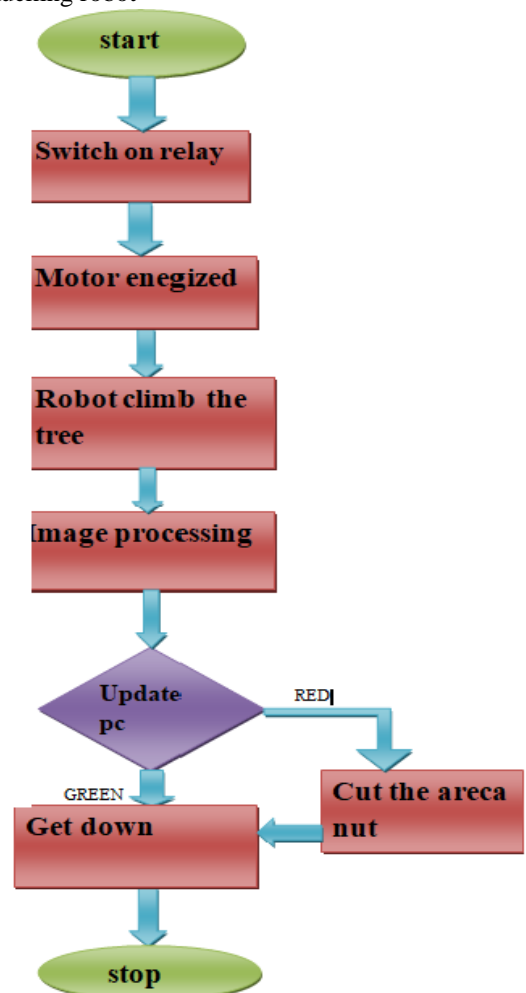 start
Switch on relay
Motor enegized
Robot climb the
tree
Image processing
Update
pc
RED
GREEN
Cut the areca
nut
Get down
stop